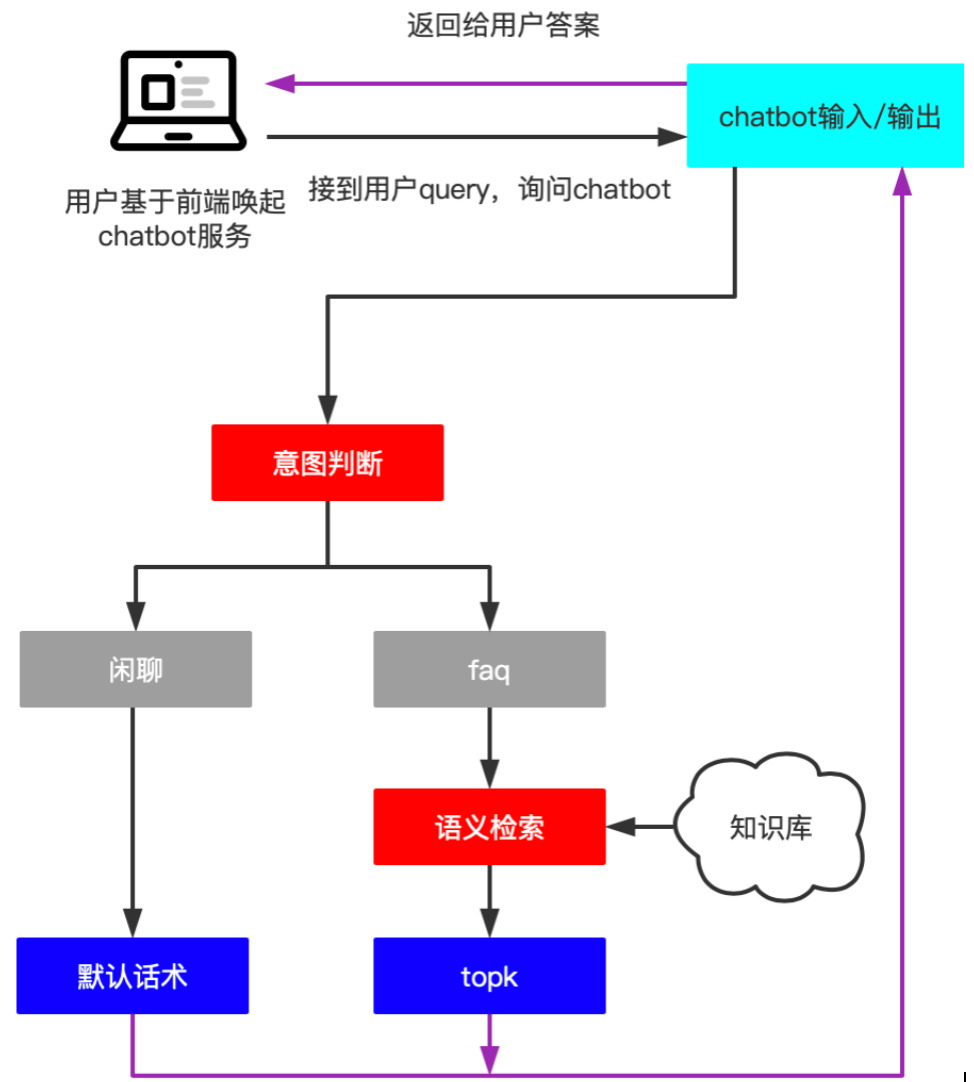 返回给用户答案
chatbot输入/输出
用户基于前端唤起
chatbot服务
接到用户query，询问chatbot
意图判断
闲聊
faq
语义检索
知识库
默认话术
topk